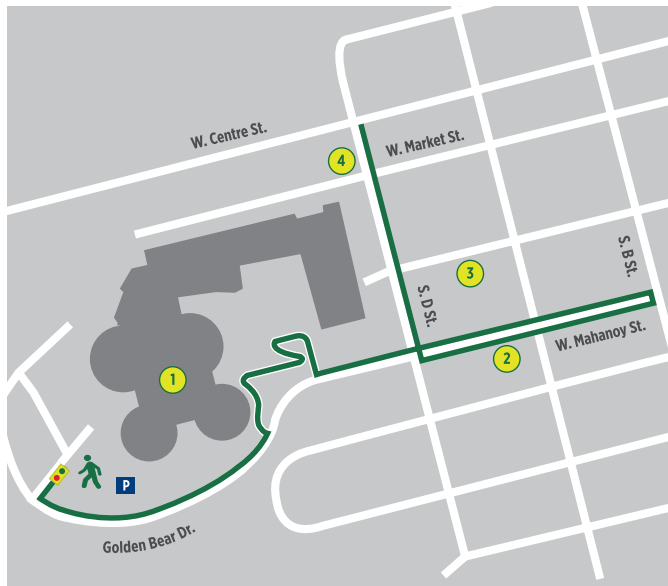 W. Centre St.
W. Market St.
4
S. B St.
3
S. D St.
W. Mahanoy St.
2
1
P
Golden Bear Dr.